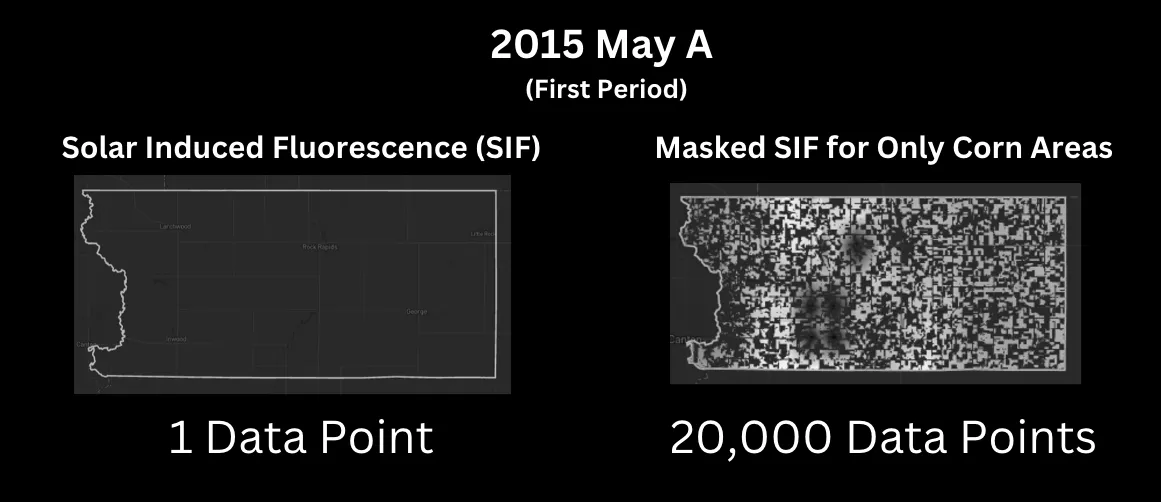 2015 May A
(First Period)
Solar Induced Fluorescence (SIF)
Masked SIF for Only Corn Areas
Larchwood
Rock Rapids
Little Rock
George
Inwood
Canton
Canton
1 Data Point
20,000 Data Points